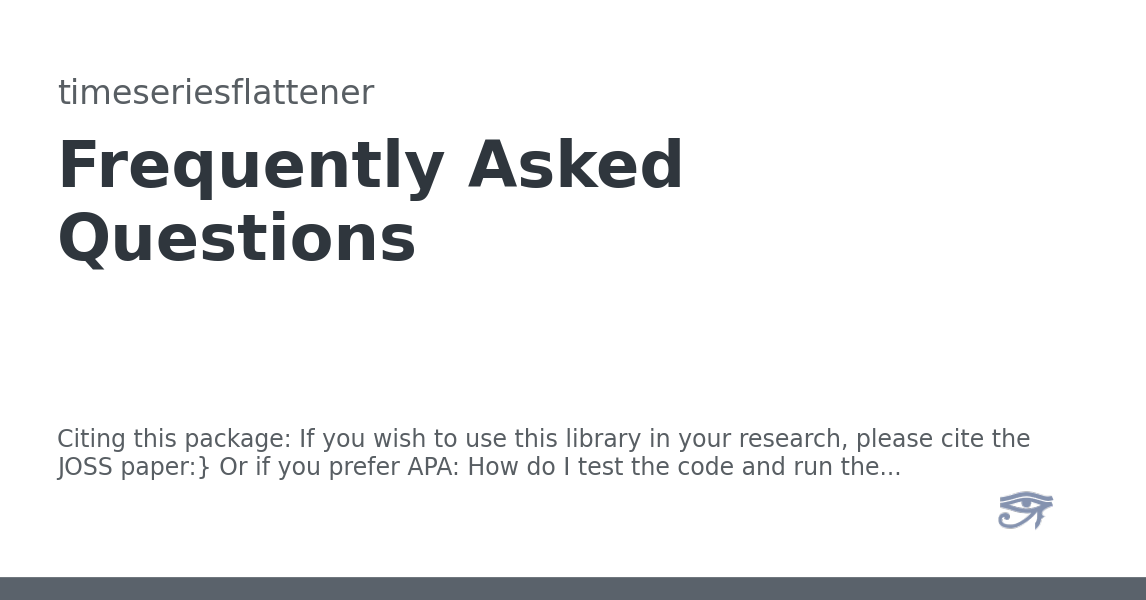 timeseriesflattener
Frequently Asked
Questions
Citing this package: If you wish to use this library in your research, please cite the
JOSS paper:} Or if you prefer APA: How do I test the code and run the...